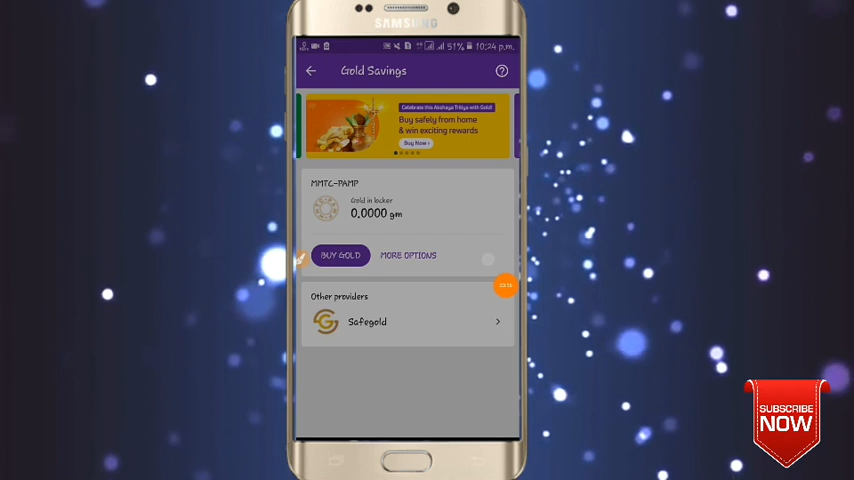 SAMSUNG
51% 10:24 p.m.
Gold Savings
Celebrate this Akshaya Tritiya with Gold!
Buy safely from home
& win exciting rewards
Buy Now ›
MMTC-PAMP
Gold in locker
0.0000 gm
BUY GOLD
MORE OPTIONS
Other providers
Safegold
SUBSCRIBE
NOW